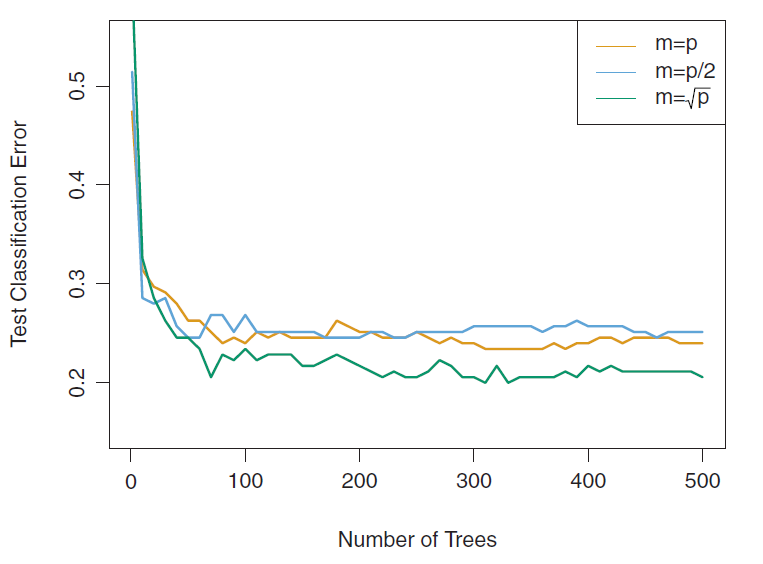 m=p
m=p/2
m=√p
Test Classification Error
0.5
0.4
0.3
0.2
0 100 200 300 400 500
Number of Trees